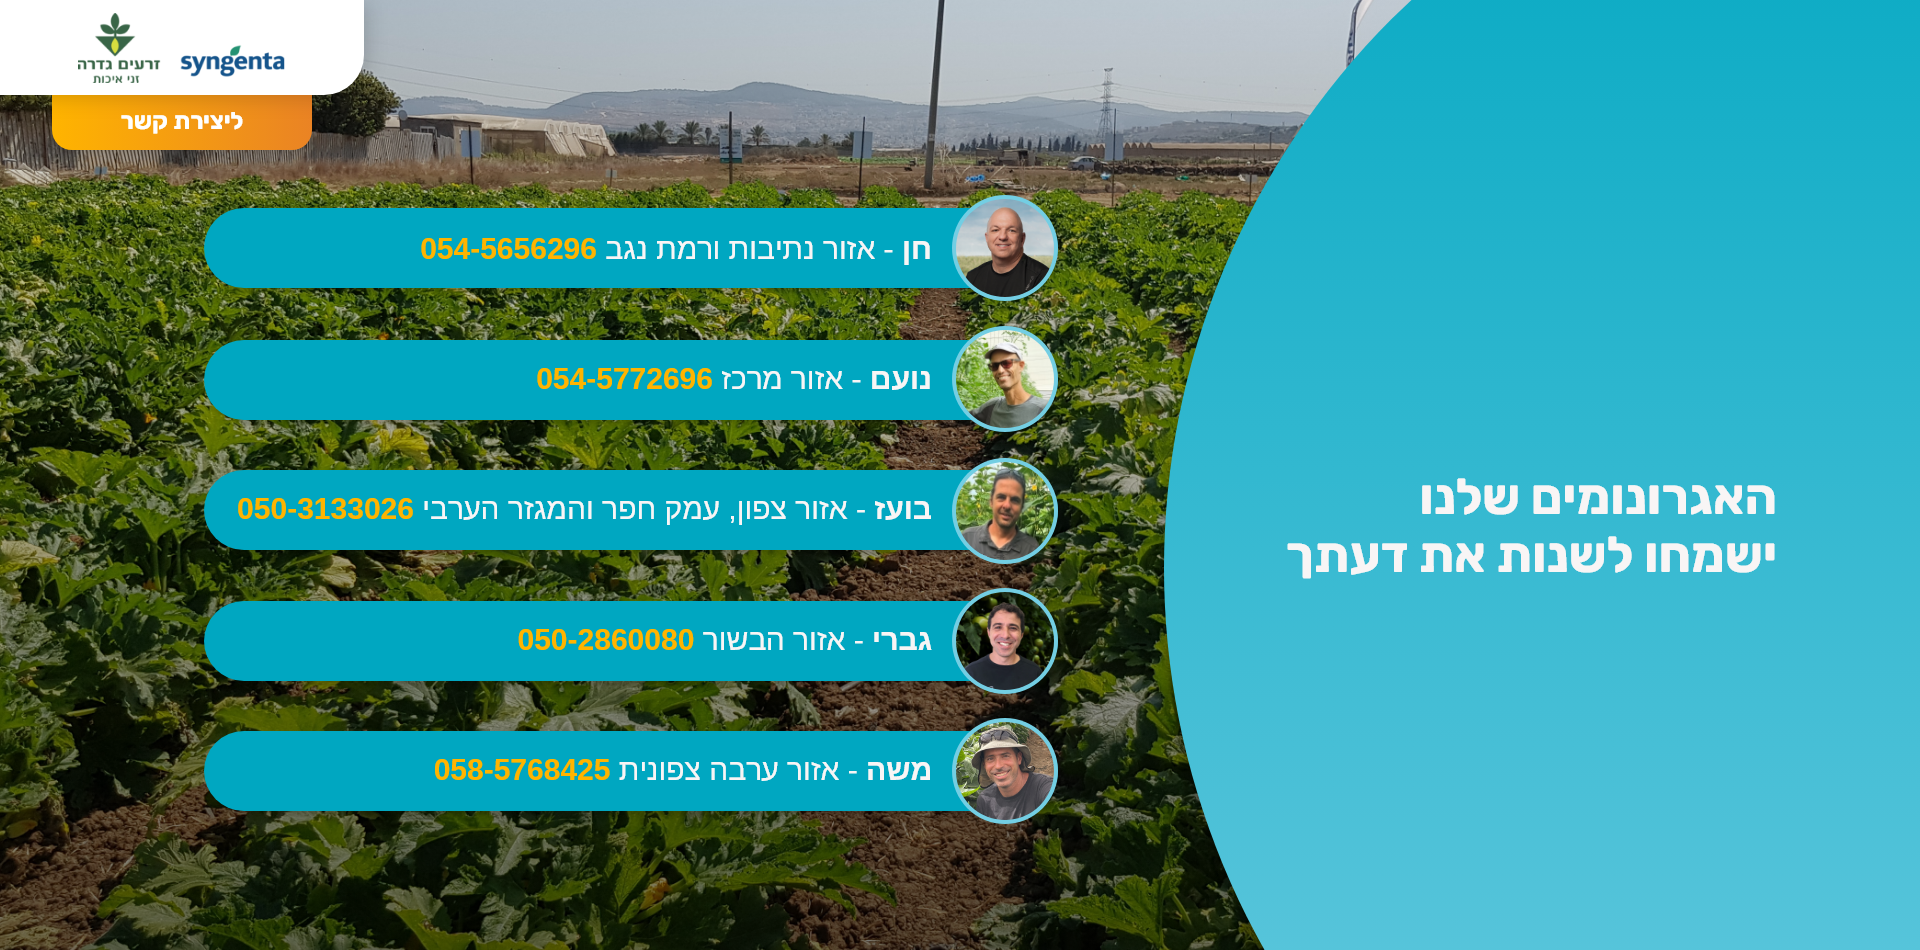 זרעים גדרה
זני איכות
syngenta
ליצירת קשר
חן - אזור נתיבות ורמת נגב 054-5656296
נועם - אזור מרכז 054-5772696
בועז - אזור צפון, עמק חפר והמגזר הערבי 050-3133026
גברי - אזור הבשור 050-2860080
משה - אזור ערבה צפונית 058-5768425
האגרונומים שלנו
ישמחו לשנות את דעתך